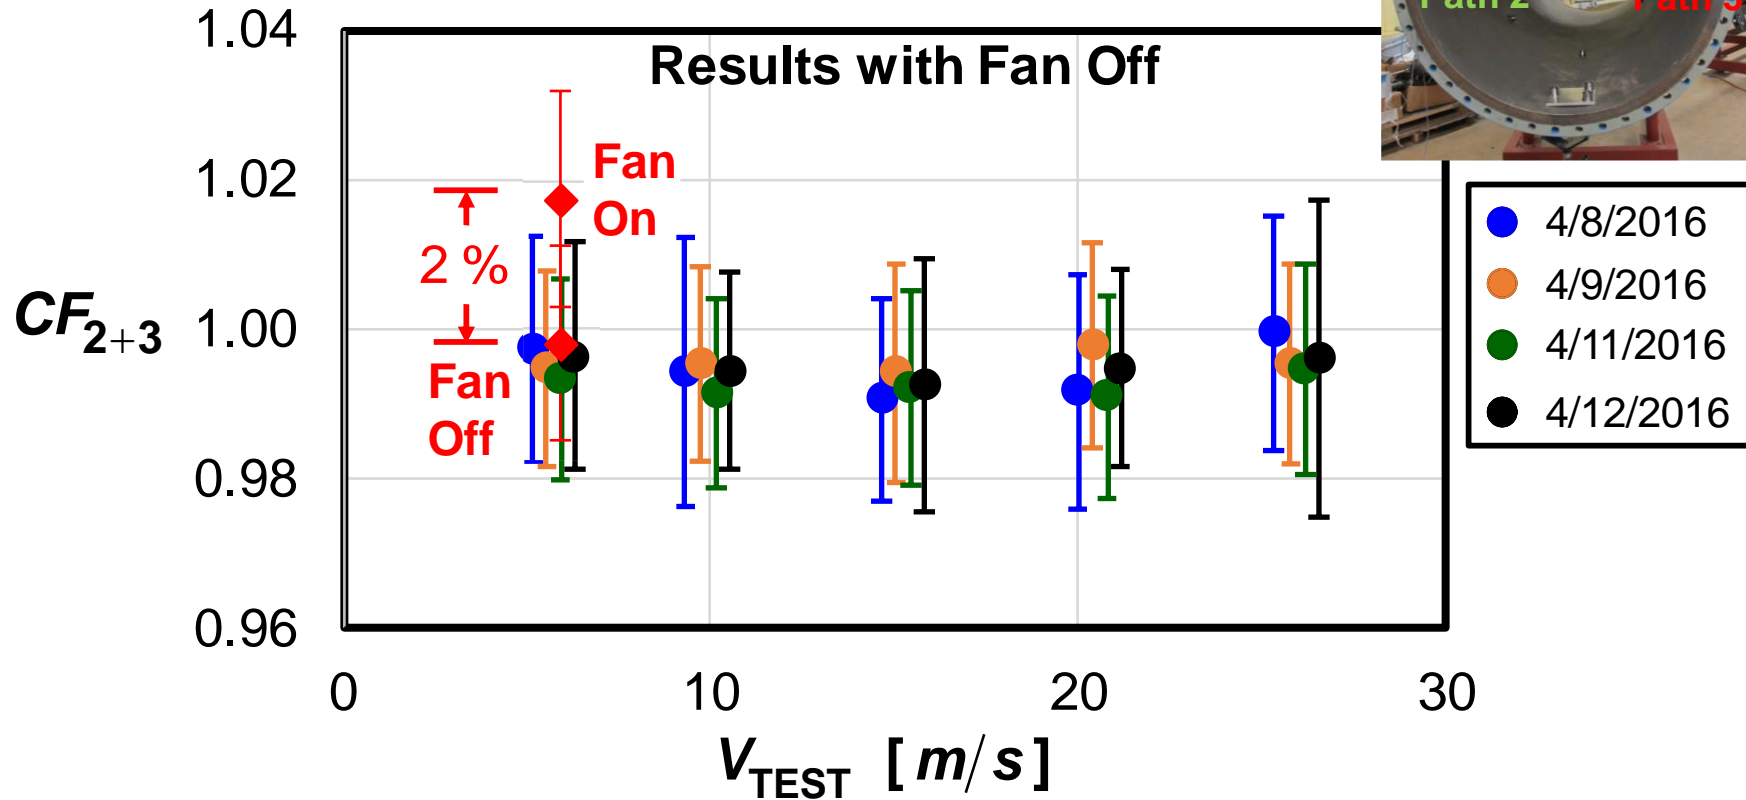 Path 2 Path 3
Results with Fan Off
1.04
1.02
1.00
0.98
0.96
CF2+3
Fan
On
2 %
Fan
Off
4/8/2016
4/9/2016
4/11/2016
4/12/2016
0 10 20 30
VTEST [m/s]